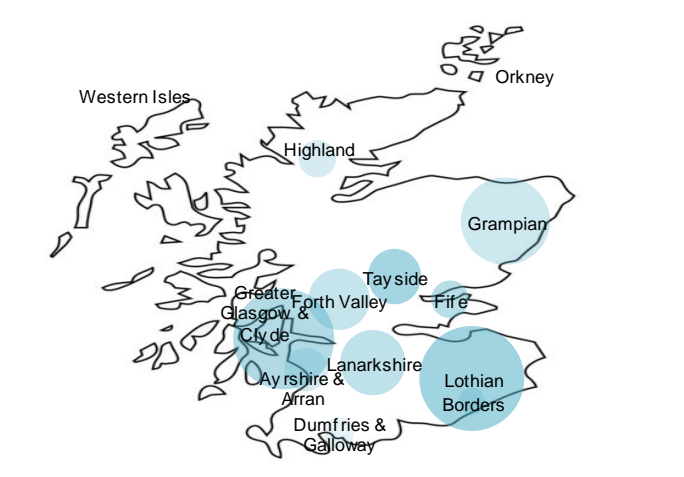 Orkney
Western Isles
Highland
Grampian
Tayside
Greater
Glasgow &
Clyde
Forth Valley
Fife
Lanarkshire
Ayrshire &
Arran
Lothian
Borders
Dumfries &
Galloway